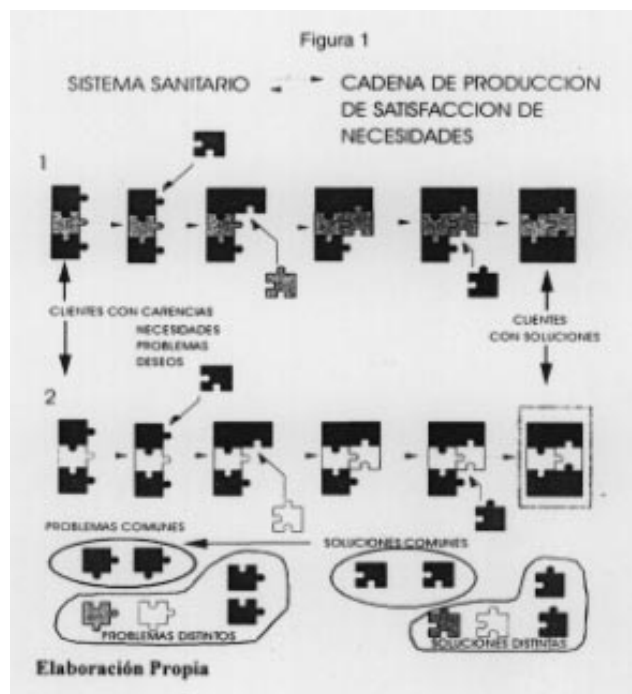 Figura 1
SISTEMA SANITARIO
CADENA DE PRODUCCION
DE SATISFACCION DE
NECESIDADES
1
CLIENTES CON CARENCIAS
NECESIDADES
PROBLEMAS
DESEOS
CLIENTES
CON SOLUCIONES
2
PROBLEMAS COMUNES
SOLUCIONES COMUNES
PROBLEMAS DISTINTOS
SOLUCIONES DISTINTAS
Elaboración Propia